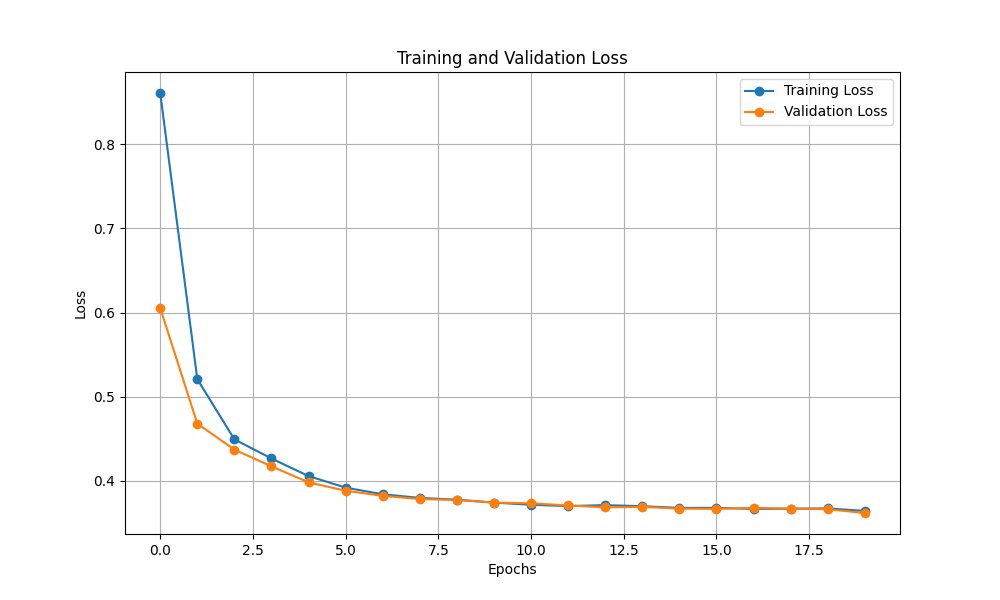 Training and Validation Loss
Training Loss
Validation Loss
0.8
0.7
0.6
0.5
0.4
Loss
0.0 2.5 5.0 7.5 10.0 12.5 15.0 17.5
Epochs